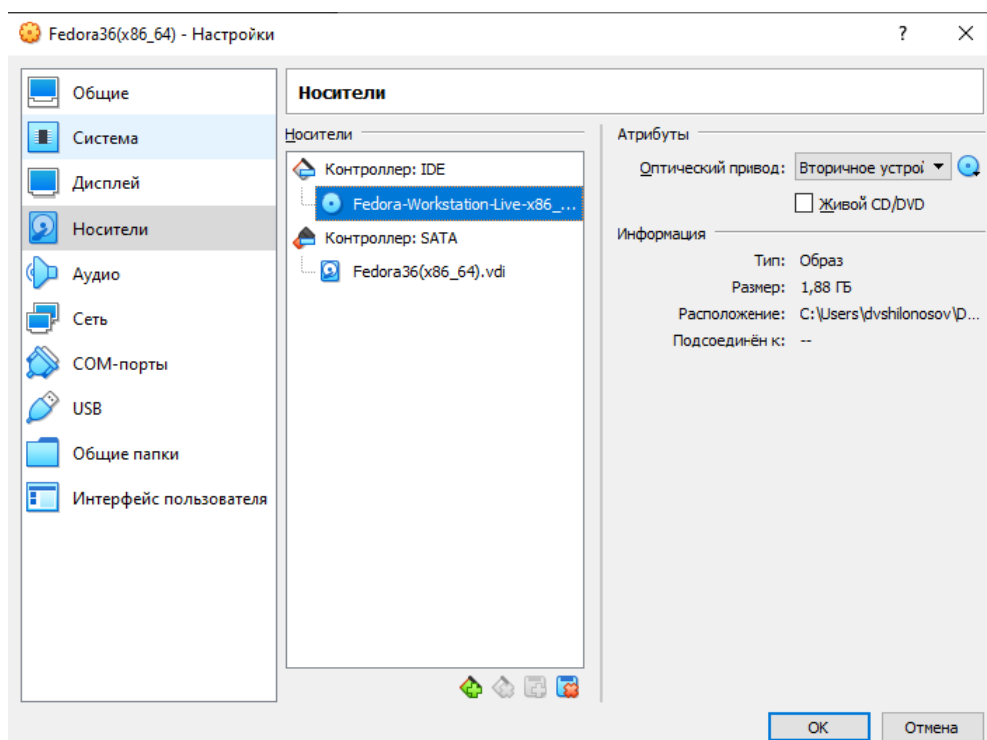 Fedora36(x86_64) - Настройки
?
Общие
Система
Дисплей
Носители
Аудио
Сеть
COM-порты
USB
Общие папки
Интерфейс пользователя
Носители
Носители
Контроллер: IDE
Fedora-Workstation-Live-x86_...
Контроллер: SATA
Fedora36(x86_64).vdi
Атрибуты
Оптический привод: Вторичное устрой
Живой CD/DVD
Информация
Тип: Образ
Размер: 1,88 ГБ
Расположение: C:\Users\dvshilonosov\D...
Подсоединён к: --
OK
Отмена